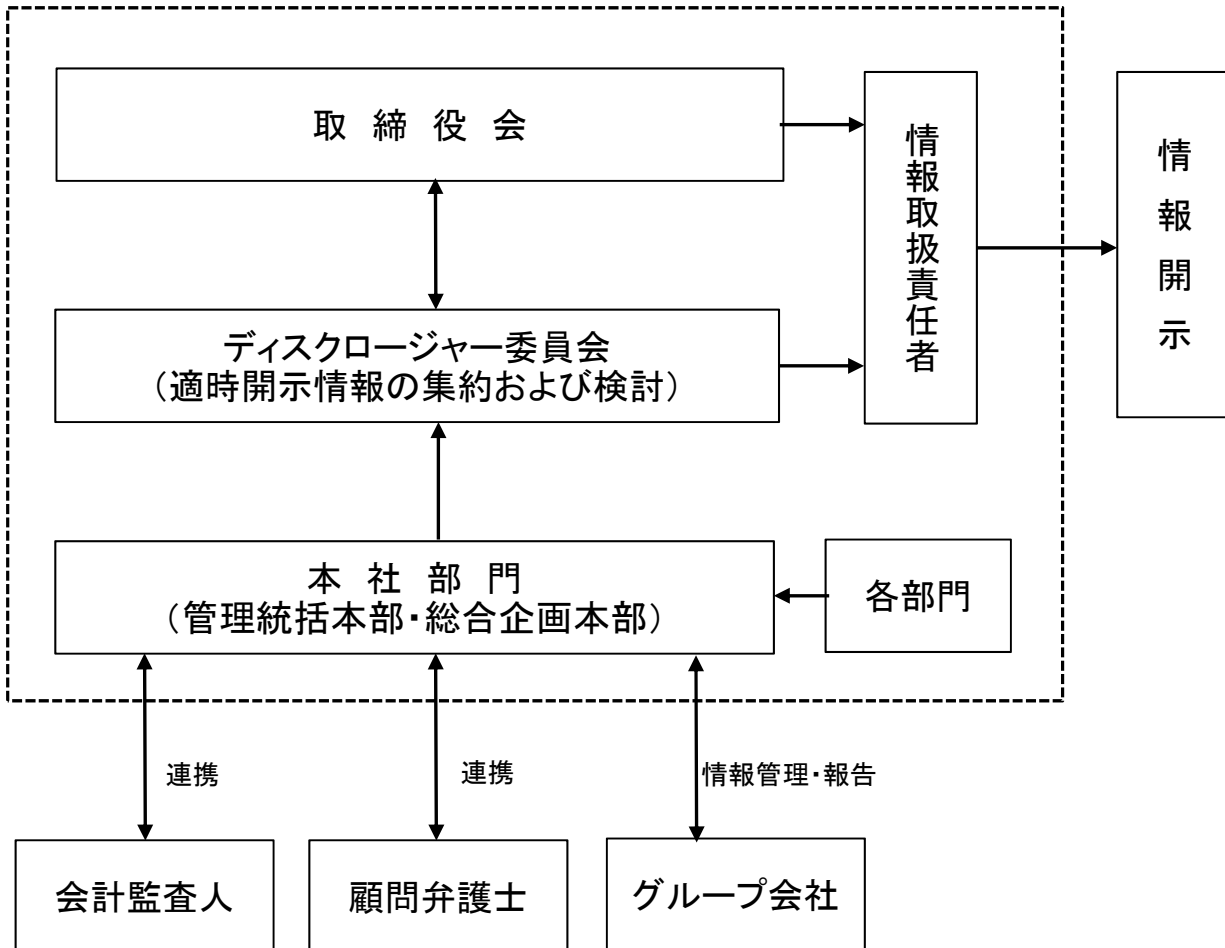 取締役会
情報取扱責任者
情報開示
ディスクロージャー委員会
（適時開示情報の集約および検討）
本社部門
（管理統括本部・総合企画本部）
各部門
連携
連携
情報管理・報告
会計監査人
顧問弁護士
グループ会社